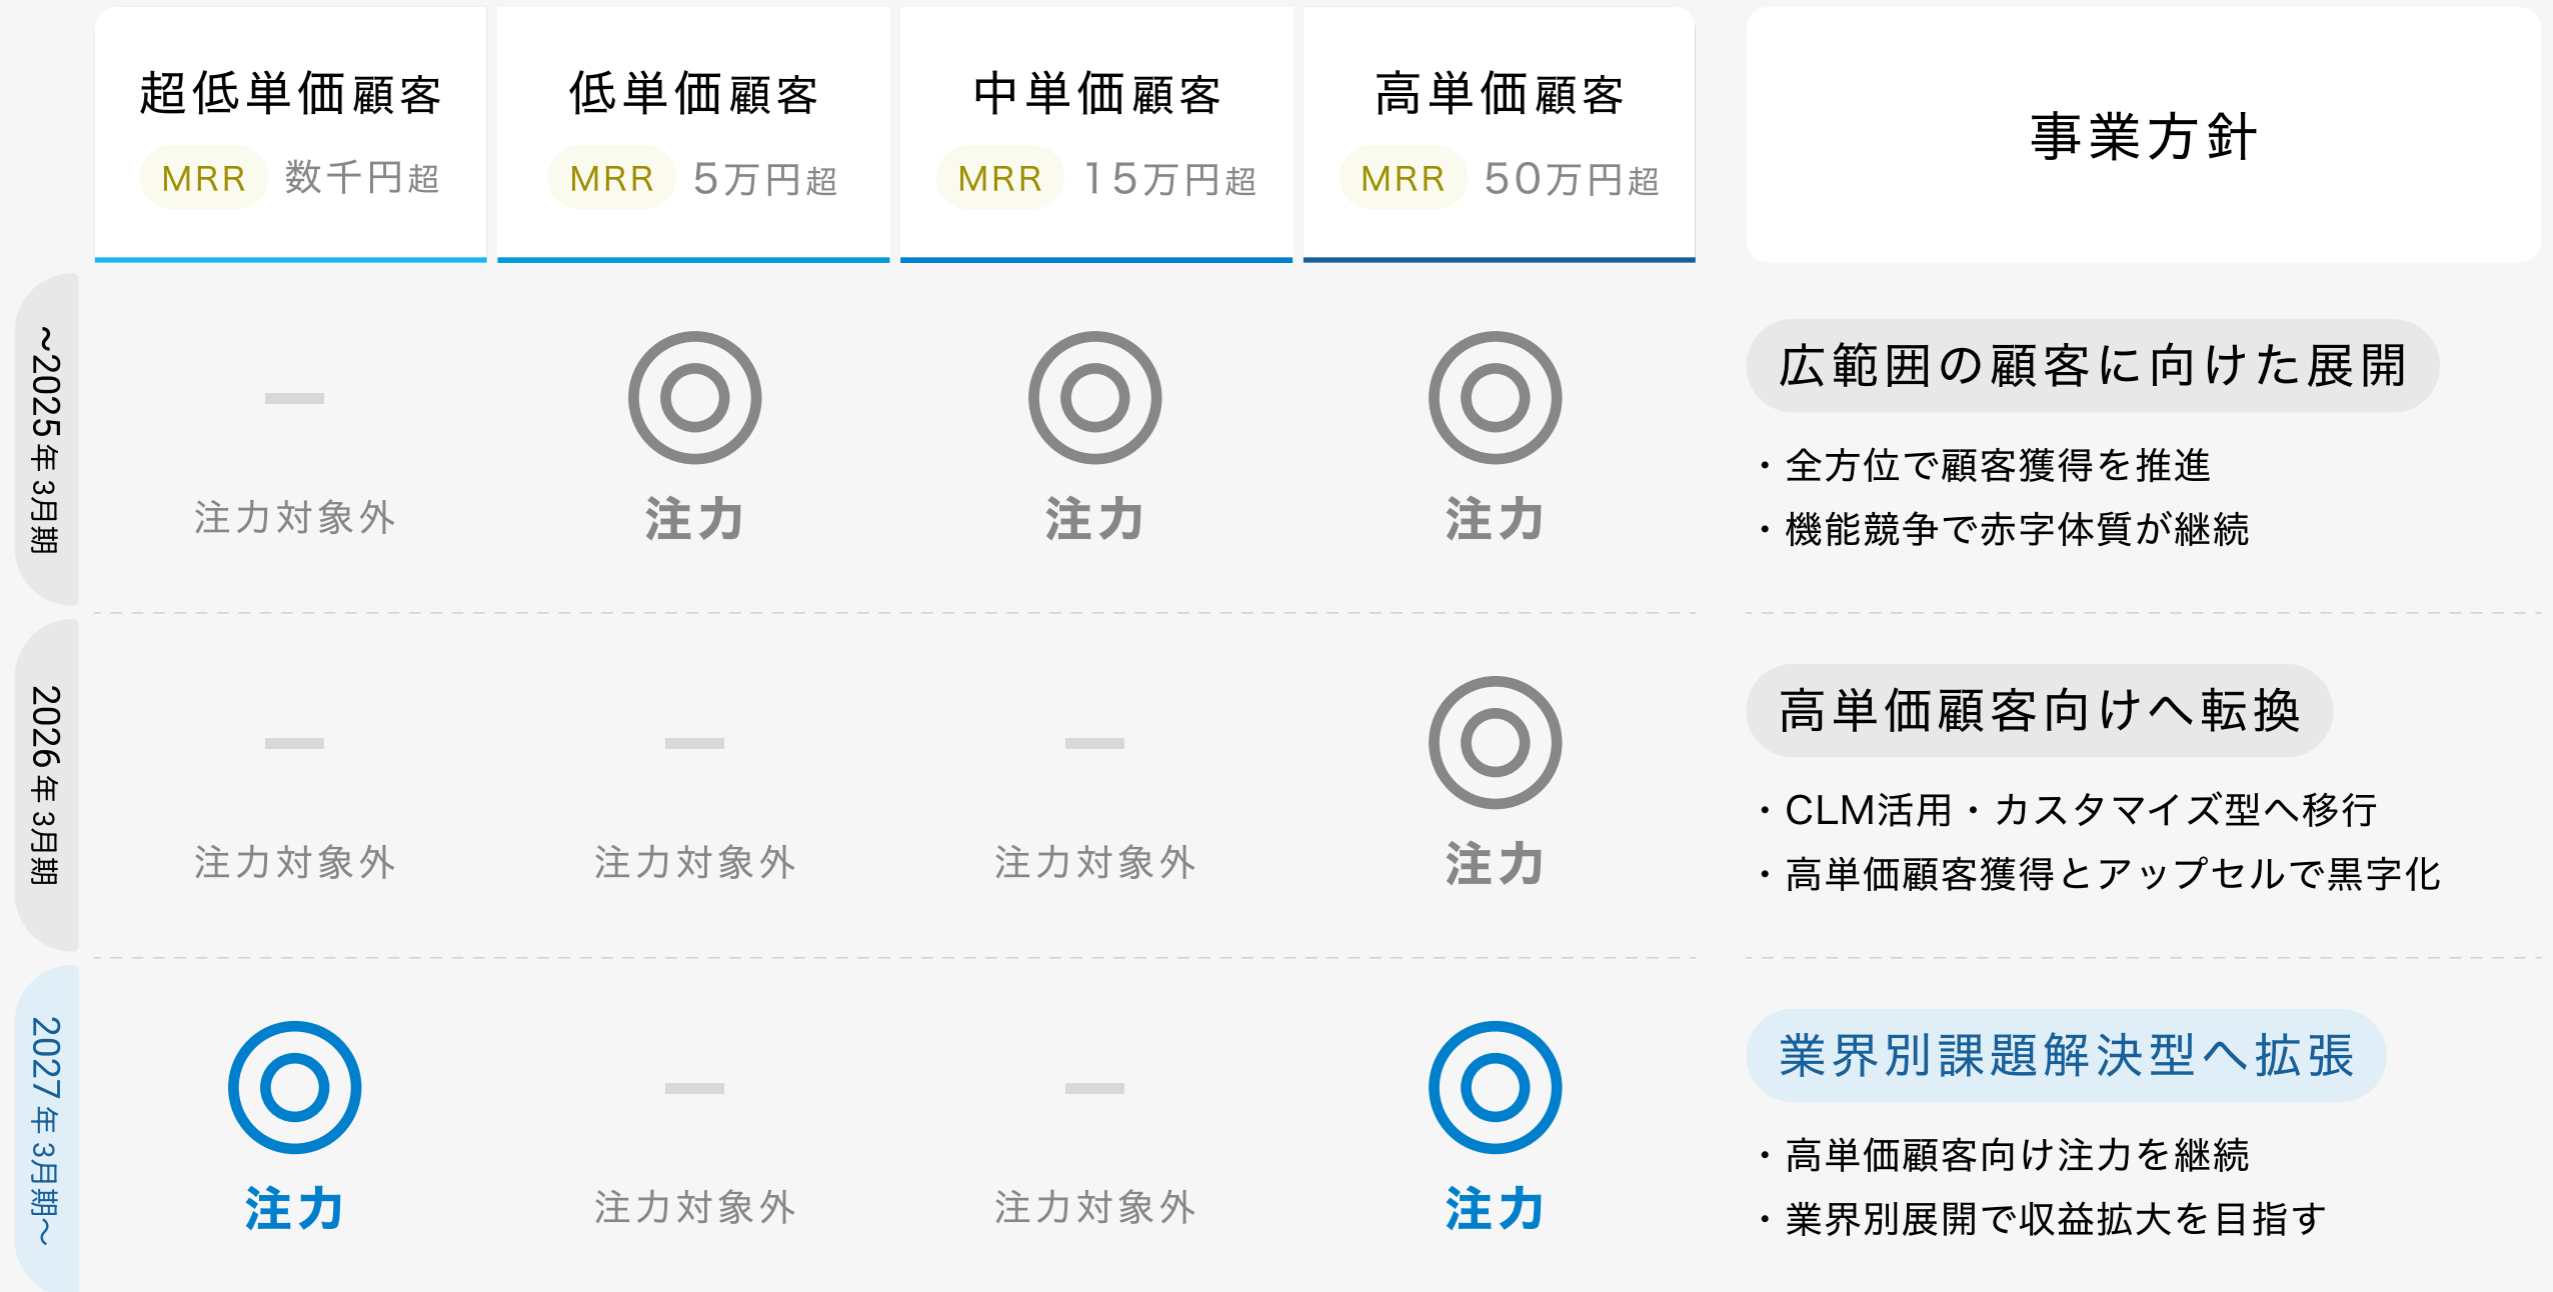 超低単価顧客
MRR 数千円超
低単価顧客
MRR 5万円超
中単価顧客
MRR 15万円超
高単価顧客
MRR 50万円超
事業方針
~2025年3月期
注力対象外
注力
注力
注力
広範囲の顧客に向けた展開
・全方位で顧客獲得を推進
・機能競争で赤字体質が継続
2026年3月期
注力対象外
注力対象外
注力対象外
注力
高単価顧客向けへ転換
・CLM活用・カスタマイズ型へ移行
・高単価顧客獲得とアップセルで黒字化
2027年3月期~
注力
注力対象外
注力対象外
注力
業界別課題解決型へ拡張
・高単価顧客向け注力を継続
・業界別展開で収益拡大を目指す